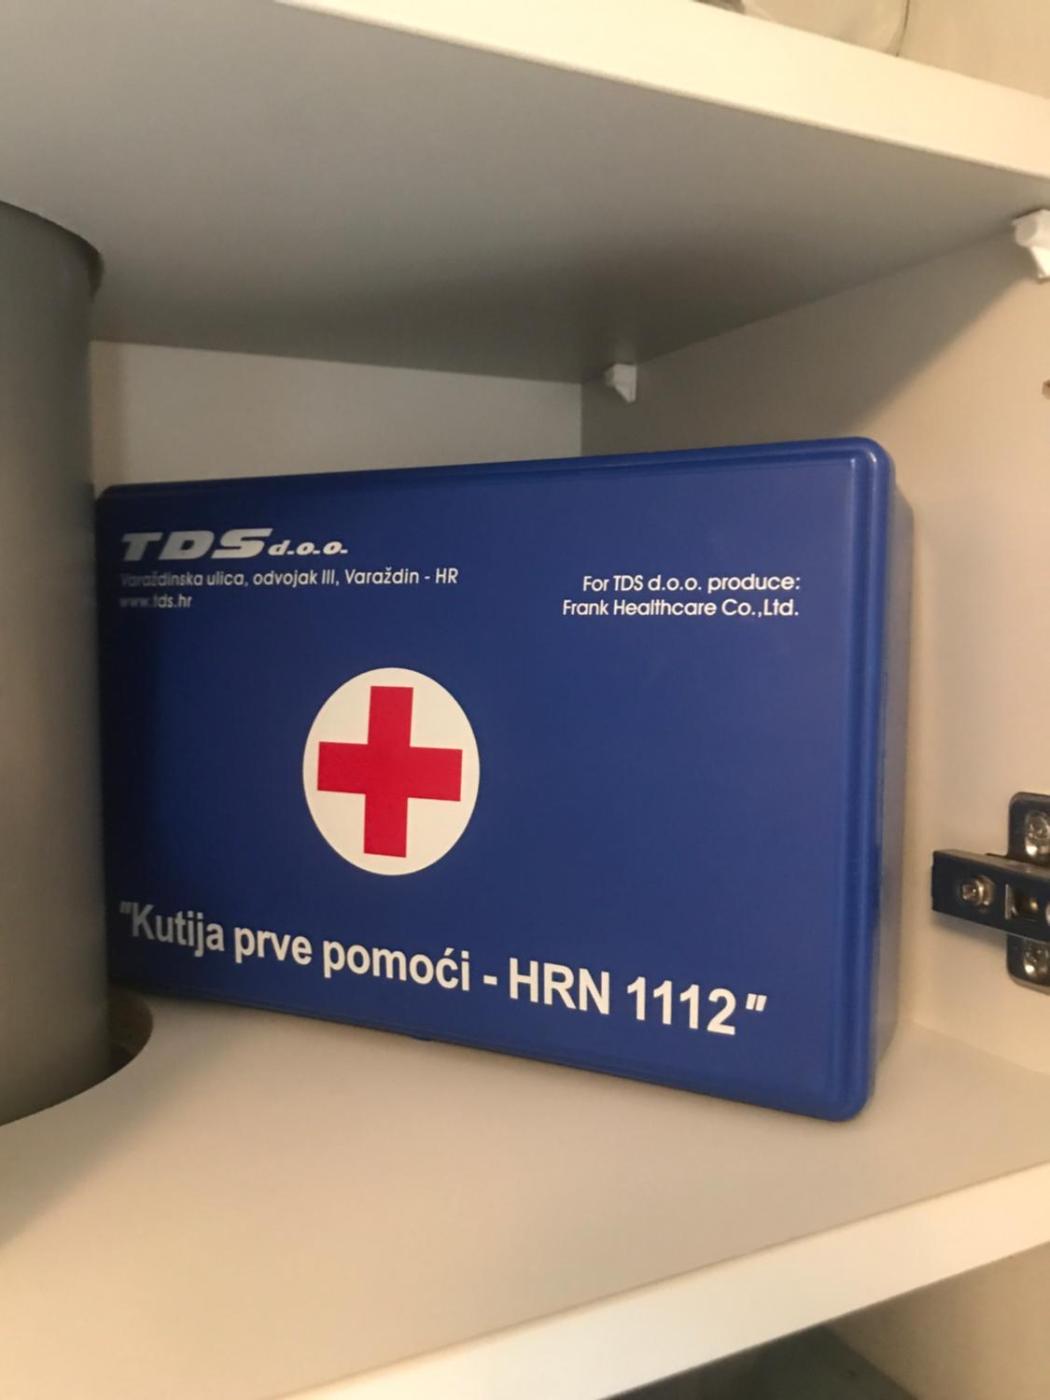 TDS d.o.o.
Varaždinska ulica, odvojak III, Varaždin - HR
www.tds.hr
For TDS d.o.o. produce:
Frank Healthcare Co.,Ltd.
"Kutija prve pomoći - HRN 1112"